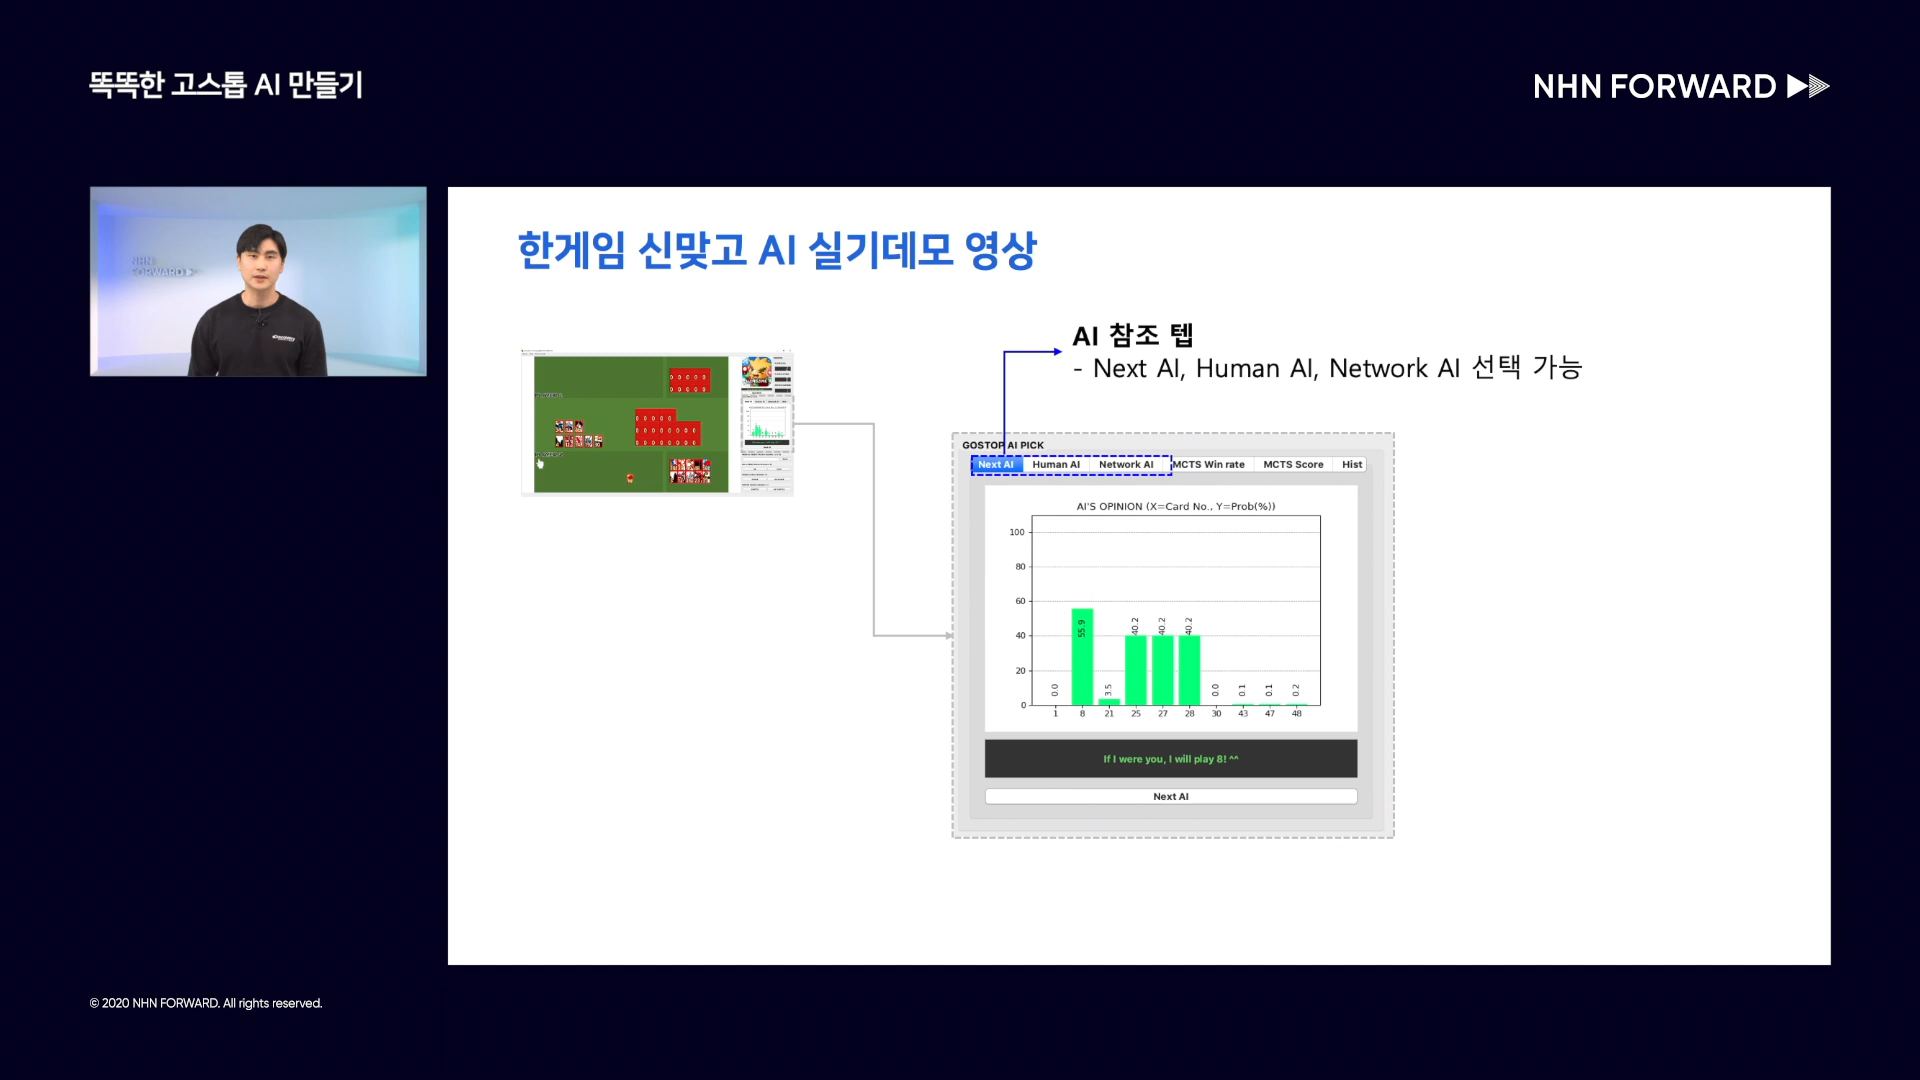 똑똑한 고스톱 AI 만들기
NHN FORWARD
NHN
FORWARD
한게임 신맞고 AI 실기데모 영상
AI 참조 텝
- Next AI, Human AI, Network AI 선택 가능
GOSTOP AI PICK
Next AI Human AI Network AI MCTS Win rate MCTS Score Hist
AI'S OPINION (X=Card No., Y=Prob(%))
100
80
60
40
20
0
0.0 55.9 3.5 40.2 40.2 40.2 0.0 0.1 0.1 0.2
1 8 21 25 27 28 30 43 47 48
If I were you, I will play 8! ^^
Next AI
© 2020 NHN FORWARD. All rights reserved.